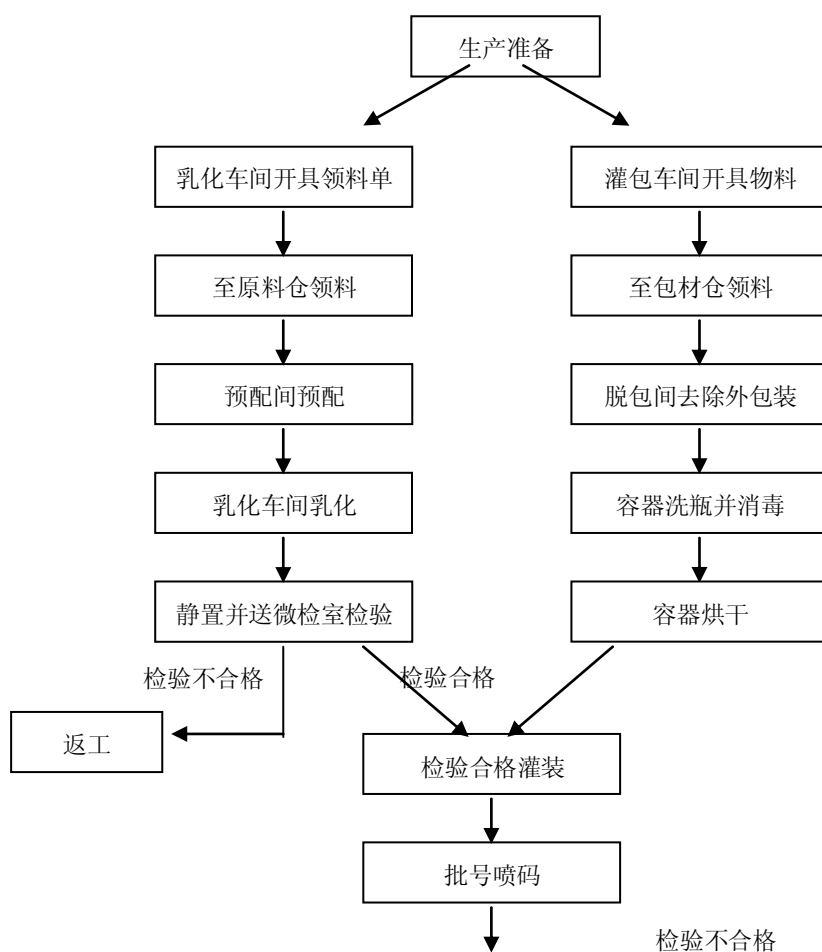 生产准备
乳化车间开具领料单
灌包车间开具物料
至原料仓领料
至包材仓领料
预配间预配
脱包间去除外包装
乳化车间乳化
容器洗瓶并消毒
静置并送微检室检验
容器烘干
检验不合格
检验合格
返工
检验合格灌装
批号喷码
检验不合格